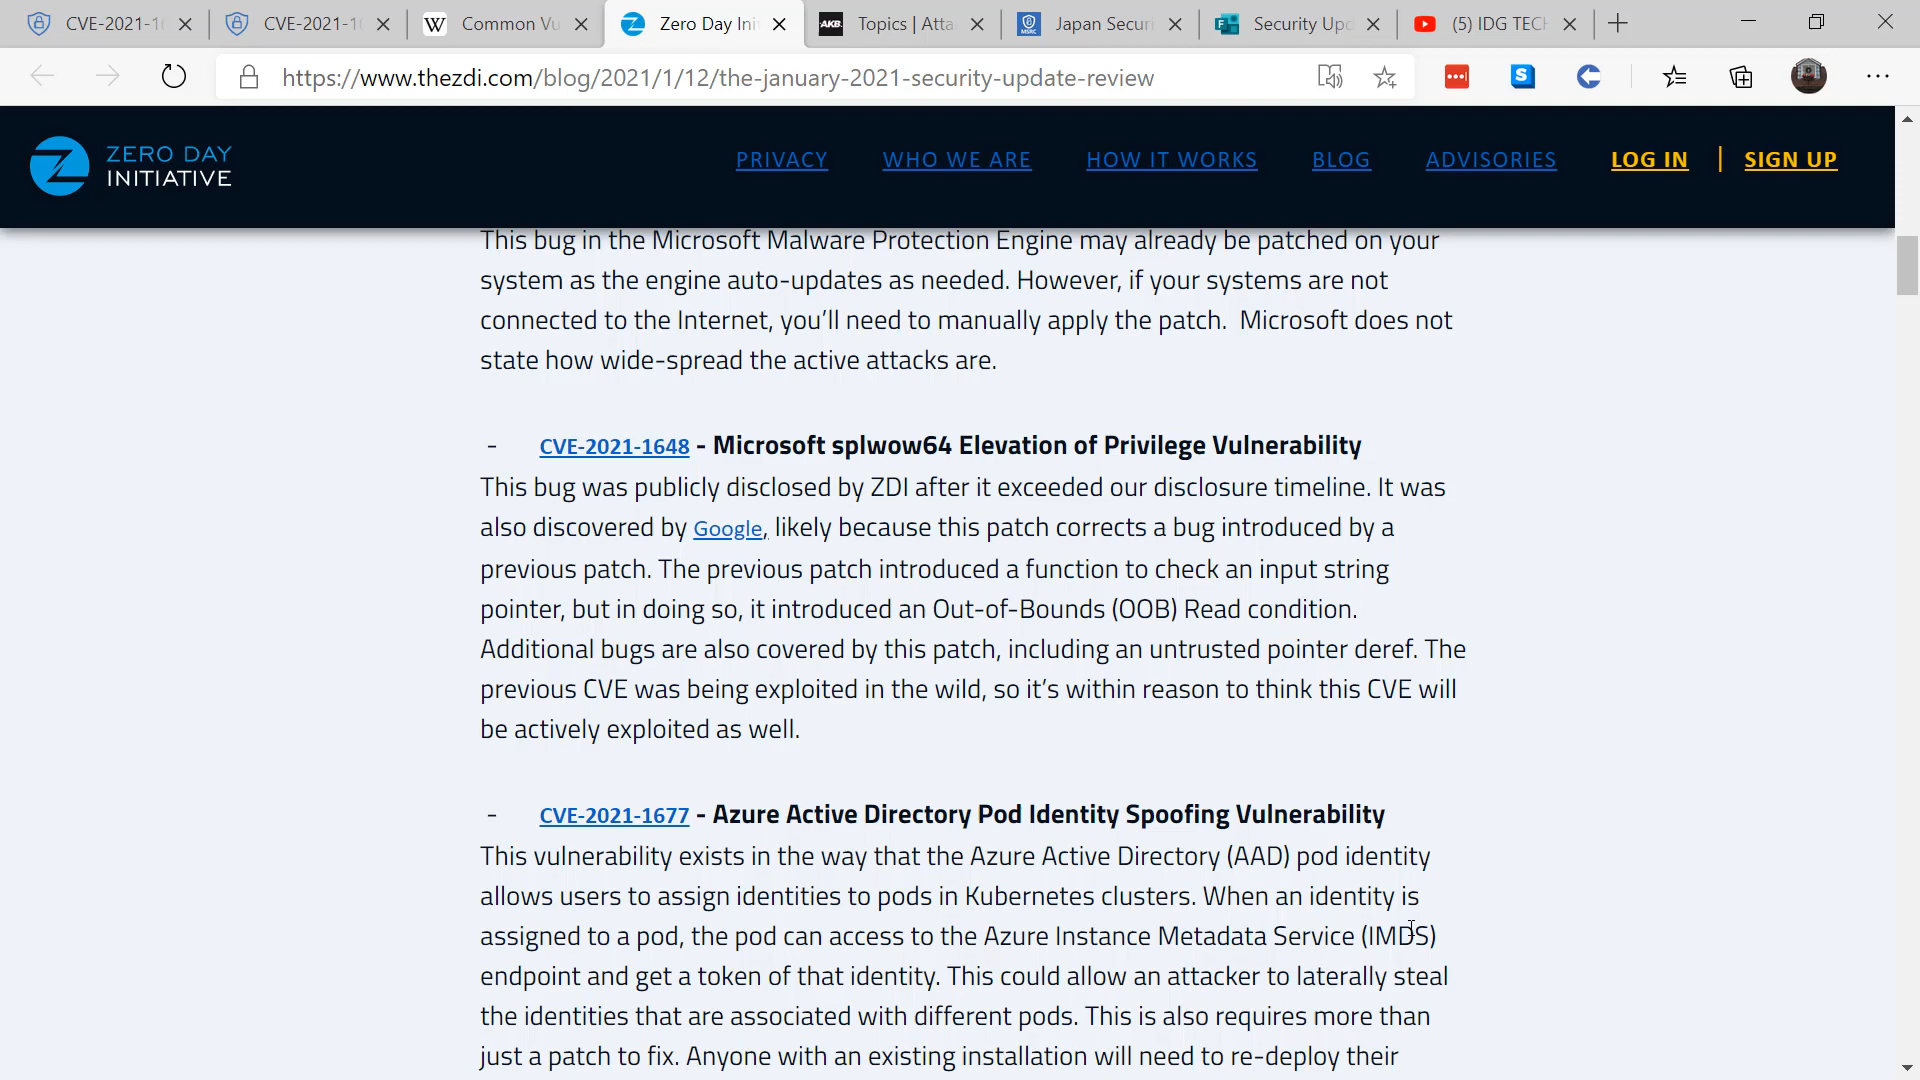 CVE-2021-1
CVE-2021-1
W Common Vu
Zero Day Ini
AKB Topics | Atta
MSRC Japan Securi
Security Upd
(5) IDG TECH
https://www.thezdi.com/blog/2021/1/12/the-january-2021-security-update-review
S
ZERO DAY
INITIATIVE
PRIVACY
WHO WE ARE
HOW IT WORKS
BLOG
ADVISORIES
LOG IN | SIGN UP
This bug in the Microsoft Malware Protection Engine may already be patched on your
system as the engine auto-updates as needed. However, if your systems are not
connected to the Internet, you’ll need to manually apply the patch.  Microsoft does not
state how wide-spread the active attacks are.
- CVE-2021-1648 - Microsoft splwow64 Elevation of Privilege Vulnerability
This bug was publicly disclosed by ZDI after it exceeded our disclosure timeline. It was
also discovered by Google, likely because this patch corrects a bug introduced by a
previous patch. The previous patch introduced a function to check an input string
pointer, but in doing so, it introduced an Out-of-Bounds (OOB) Read condition.
Additional bugs are also covered by this patch, including an untrusted pointer deref. The
previous CVE was being exploited in the wild, so it’s within reason to think this CVE will
be actively exploited as well.
- CVE-2021-1677 - Azure Active Directory Pod Identity Spoofing Vulnerability
This vulnerability exists in the way that the Azure Active Directory (AAD) pod identity
allows users to assign identities to pods in Kubernetes clusters. When an identity is
assigned to a pod, the pod can access to the Azure Instance Metadata Service (IMDS)
endpoint and get a token of that identity. This could allow an attacker to laterally steal
the identities that are associated with different pods. This is also requires more than
just a patch to fix. Anyone with an existing installation will need to re-deploy their